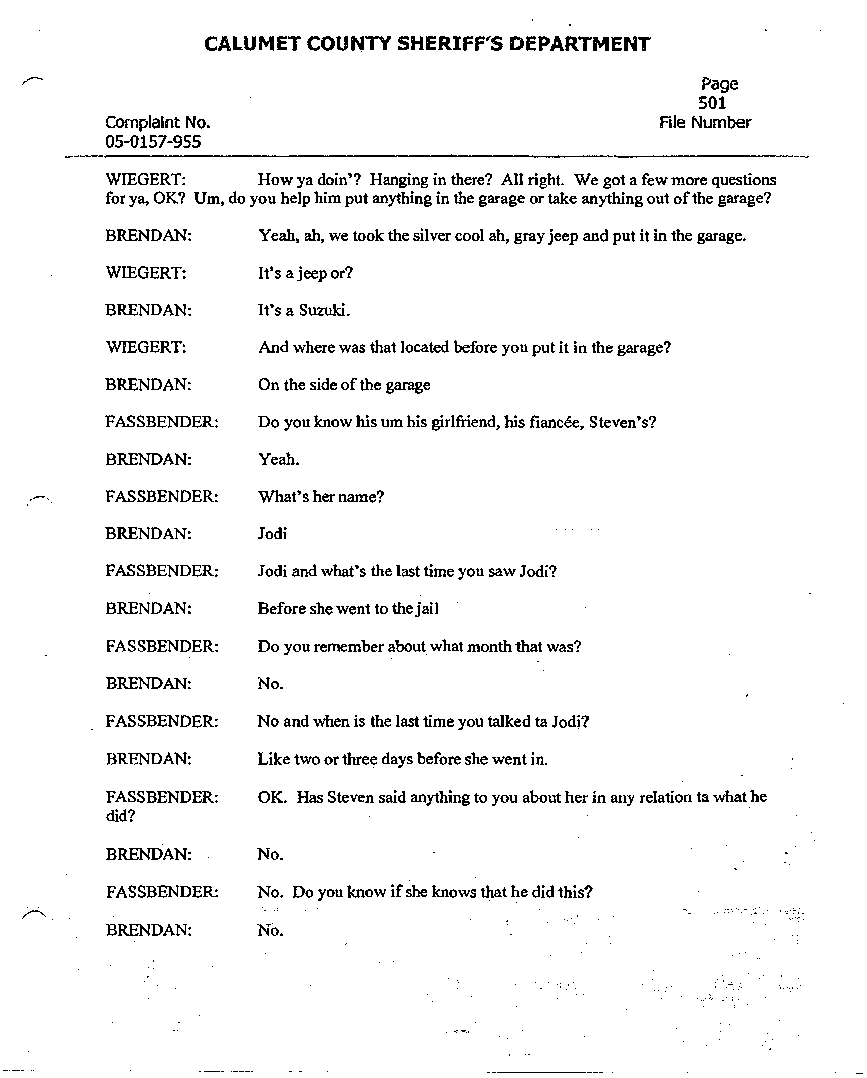 CALUMET COUNTY SHERIFF'S DEPARTMENT
Page
501
Complaint No. File Number
05-0157-955
WIEGERT: How ya doin'? Hanging in there? All right. We got a few more questions
for ya, OK? Um, do you help him put anything in the garage or take anything out of the garage?
BRENDAN: Yeah, ah, we took the silver cool ah, gray jeep and put it in the garage.
WIEGERT: It's a jeep or?
BRENDAN: It's a Suzuki.
WIEGERT: And where was that located before you put it in the garage?
BRENDAN: On the side of the garage
FASSBENDER: Do you know his um his girlfriend, his fiancée, Steven's?
BRENDAN: Yeah.
FASSBENDER: What's her name?
BRENDAN: Jodi
FASSBENDER: Jodi and what's the last time you saw Jodi?
BRENDAN: Before she went to the jail
FASSBENDER: Do you remember about what month that was?
BRENDAN: No.
FASSBENDER: No and when is the last time you talked ta Jodi?
BRENDAN: Like two or three days before she went in.
FASSBENDER: OK. Has Steven said anything to you about her in any relation ta what he
did?
BRENDAN: No.
FASSBENDER: No. Do you know if she knows that he did this?
BRENDAN: No.